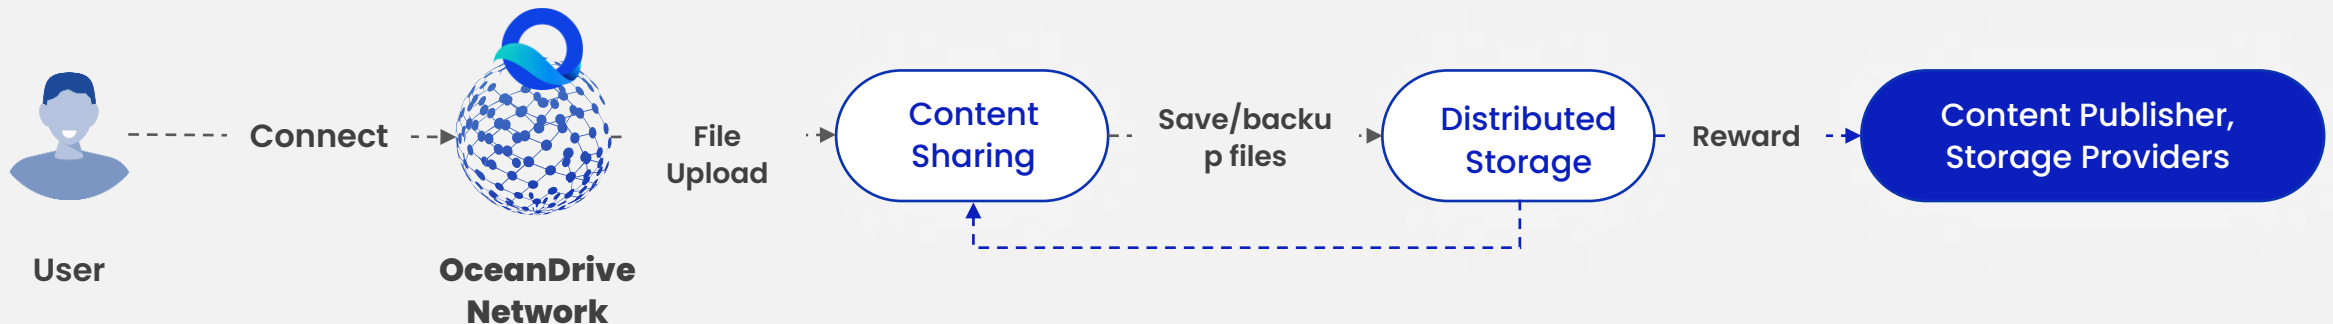 User
Connect
OceanDrive
Network
File
Upload
Content
Sharing
Save/backu
p files
Distributed
Storage
Reward
Content Publisher,
Storage Providers